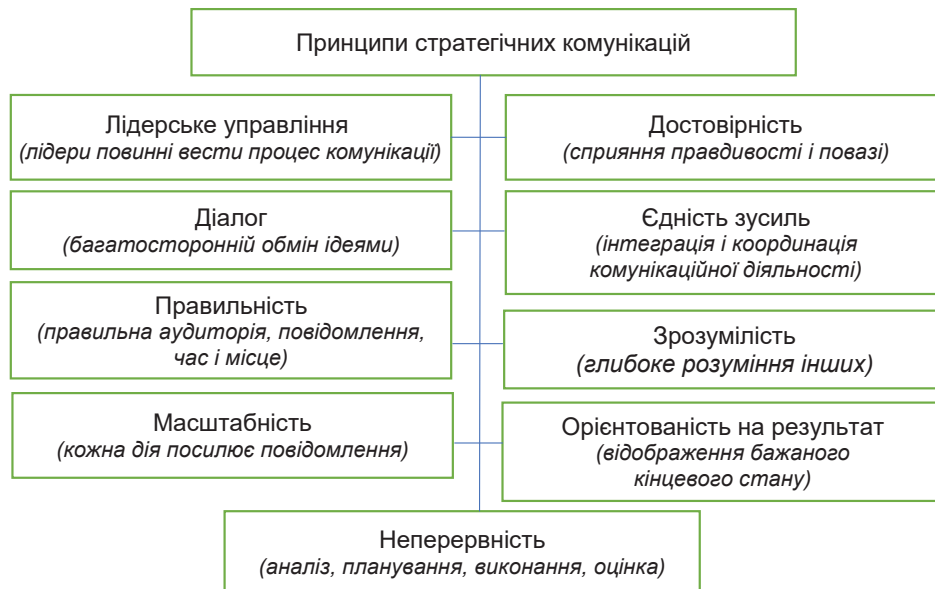 Принципи стратегічних комунікацій
Лідерське управління
(лідери повинні вести процес комунікації)
Достовірність
(сприяння правдивості і повазі)
Діалог
(багатосторонній обмін ідеями)
Єдність зусиль
(інтеграція і координація
комунікаційної діяльності)
Правильність
(правильна аудиторія, повідомлення,
час і місце)
Зрозумілість
(глибоке розуміння інших)
Масштабність
(кожна дія посилює повідомлення)
Орієнтованість на результат
(відображення бажаного
кінцевого стану)
Неперервність
(аналіз, планування, виконання, оцінка)